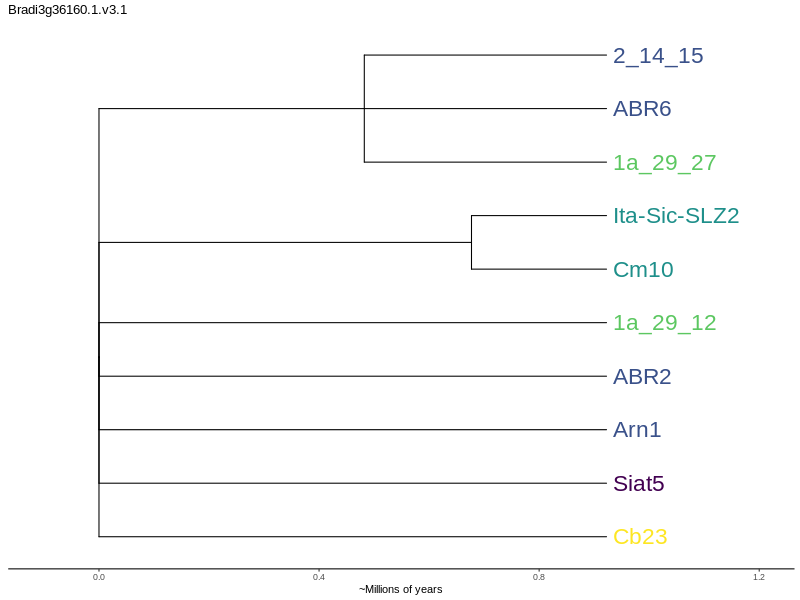 Bradi3g36160.1.v3.1
2_14_15
ABR6
1a_29_27
Ita-Sic-SLZ2
Cm10
1a_29_12
ABR2
Arn1
Siat5
Cb23
0.0 0.4 0.8 1.2
~Millions of years